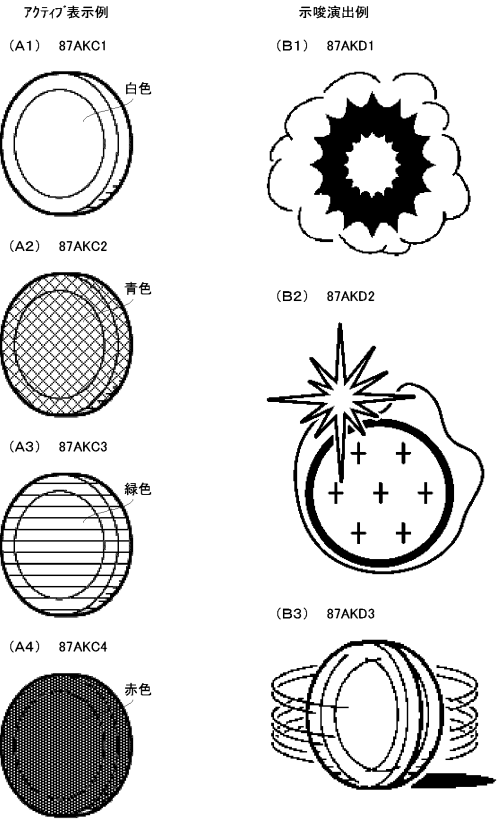 アクティブ表示例
(A1) 87AKC1
白色
(A2) 87AKC2
青色
(A3) 87AKC3
緑色
(A4) 87AKC4
赤色
示唆演出例
(B1) 87AKD1
(B2) 87AKD2
(B3) 87AKD3